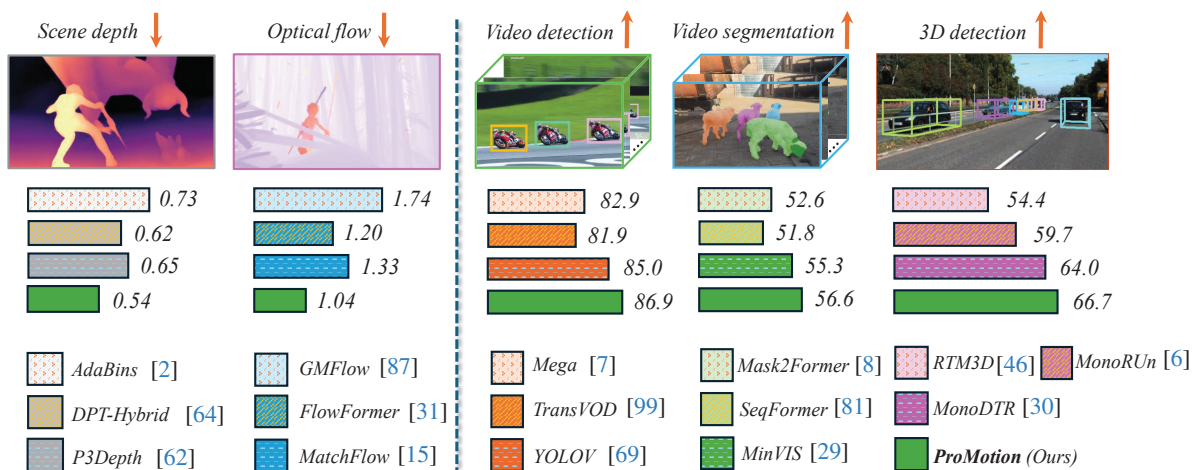 Scene depth
Optical flow
Video detection
Video segmentation
3D detection
0.73
0.62
0.65
0.54
1.74
1.20
1.33
1.04
82.9
81.9
85.0
86.9
52.6
51.8
55.3
56.6
54.4
59.7
64.0
66.7
AdaBins [2]
DPT-Hybrid [64]
P3Depth [62]
GMFlow [87]
FlowFormer [31]
MatchFlow [15]
Mega [7]
TransVOD [99]
YOLOV [69]
Mask2Former [8]
SeqFormer [81]
MinVIS [29]
RTM3D[46] MonoRUn [6]
MonoDTR [30]
ProMotion (Ours)